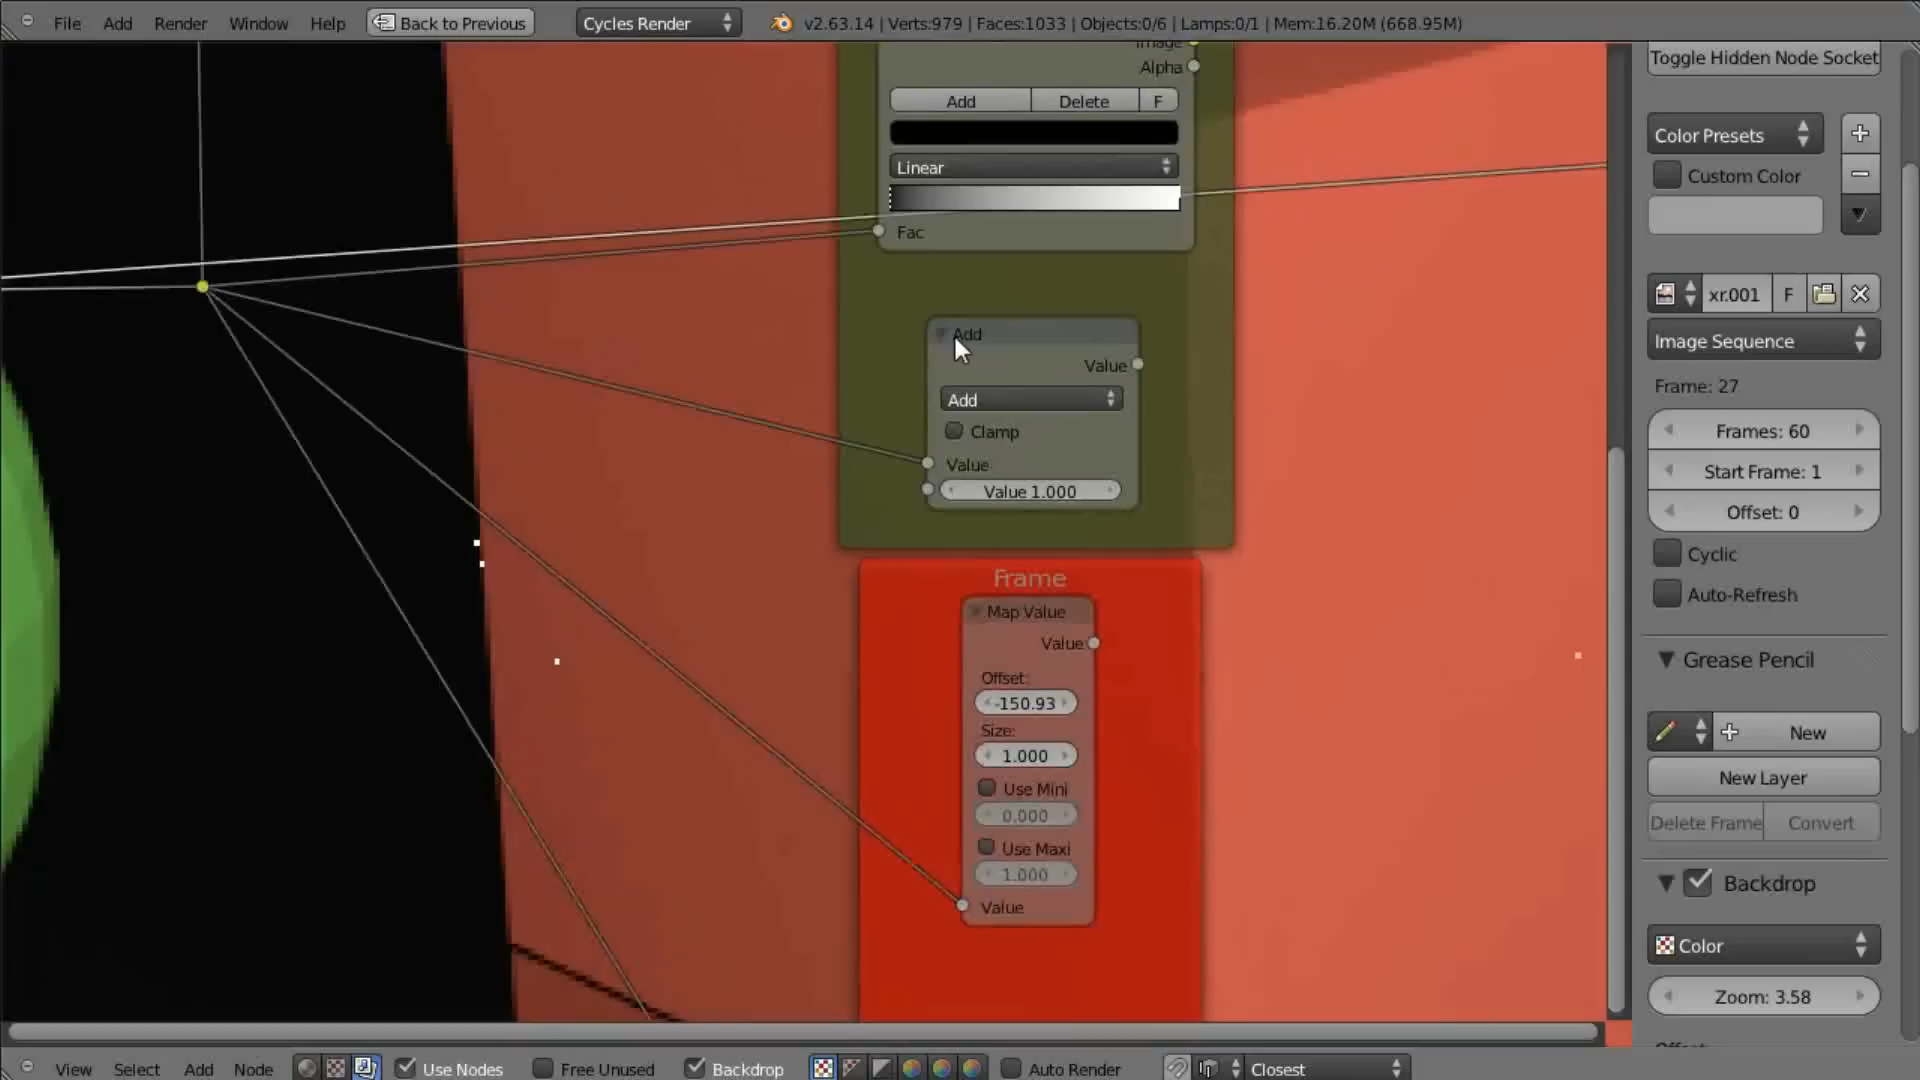 File Add Render Window Help Back to Previous Cycles Render v2.63.14 | Verts:979 | Faces:1033 | Objects:0/6 | Lamps:0/1 | Mem:16.20M (668.95M)
Image
Alpha
Add Delete F
Linear
Fac
Add
Value
Add
Clamp
Value
Value 1.000
Frame
Map Value
Value
Offset:
-150.93
Size:
1.000
Use Mini
0.000
Use Maxi
1.000
Value
Toggle Hidden Node Socket
Color Presets
Custom Color
xr.001 F
Image Sequence
Frame: 27
Frames: 60
Start Frame: 1
Offset: 0
Cyclic
Auto-Refresh
Grease Pencil
New
New Layer
Delete Frame Convert
Backdrop
Color
Zoom: 3.58
Offset:
View Select Add Node Use Nodes Free Unused Backdrop Auto Render Closest